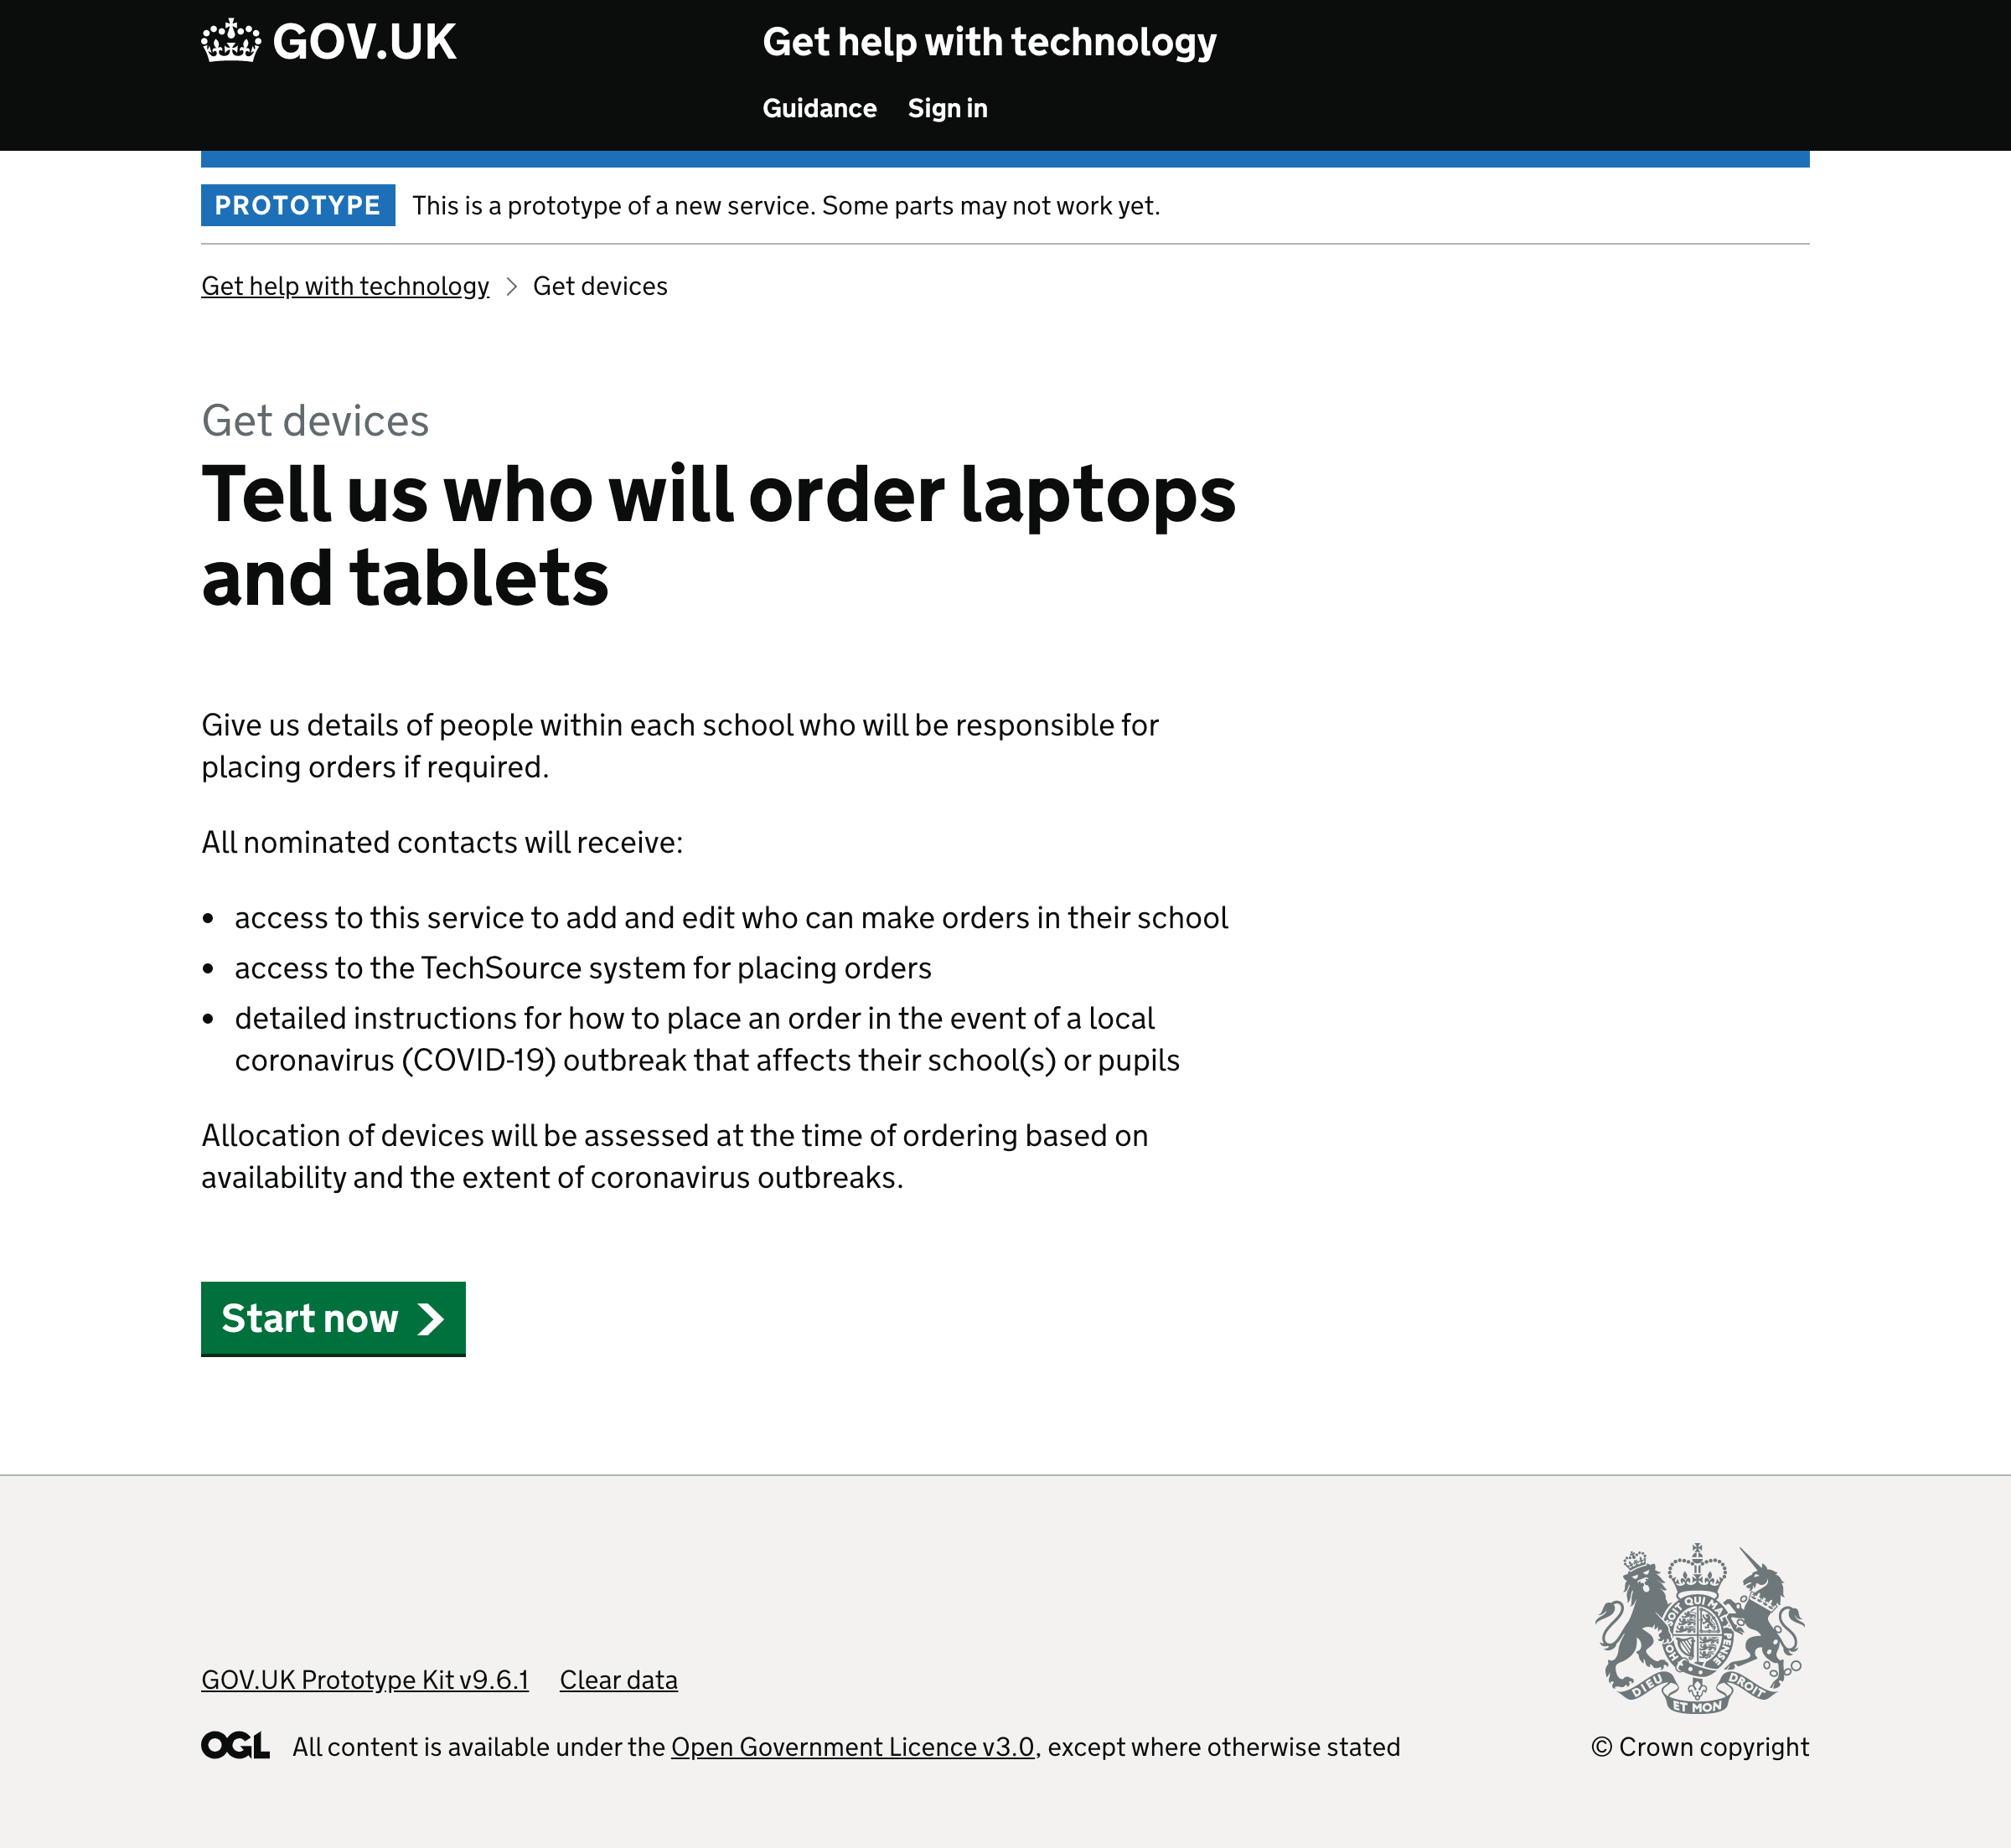 GOV.UK
Get help with technology
Guidance Sign in
PROTOTYPE This is a prototype of a new service. Some parts may not work yet.
Get help with technology Get devices
Get devices
Tell us who will order laptops
and tablets
Give us details of people within each school who will be responsible for
placing orders if required.
All nominated contacts will receive:
• access to this service to add and edit who can make orders in their school
• access to the TechSource system for placing orders
• detailed instructions for how to place an order in the event of a local
coronavirus (COVID-19) outbreak that affects their school(s) or pupils
Allocation of devices will be assessed at the time of ordering based on
availability and the extent of coronavirus outbreaks.
Start now
HONI SOIT QUI MAL Y PENSE
DIEU ET MON DROIT
GOV.UK Prototype Kit v9.6.1 Clear data
OGL All content is available under the Open Government Licence v3.0, except where otherwise stated
© Crown copyright